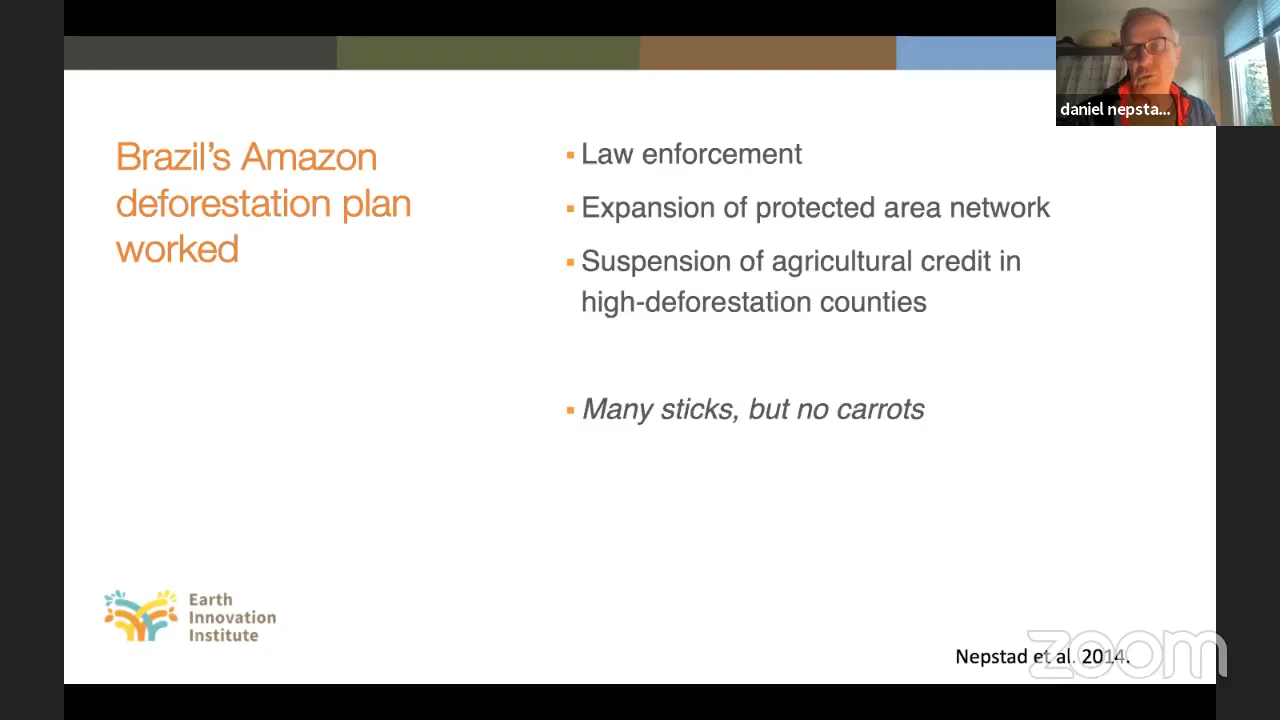 daniel nepsta...
Brazil's Amazon
deforestation plan
worked
▪ Law enforcement
▪ Expansion of protected area network
▪ Suspension of agricultural credit in
high-deforestation counties
▪ Many sticks, but no carrots
Earth
Innovation
Institute
Nepstad et al. 2014.
zoom